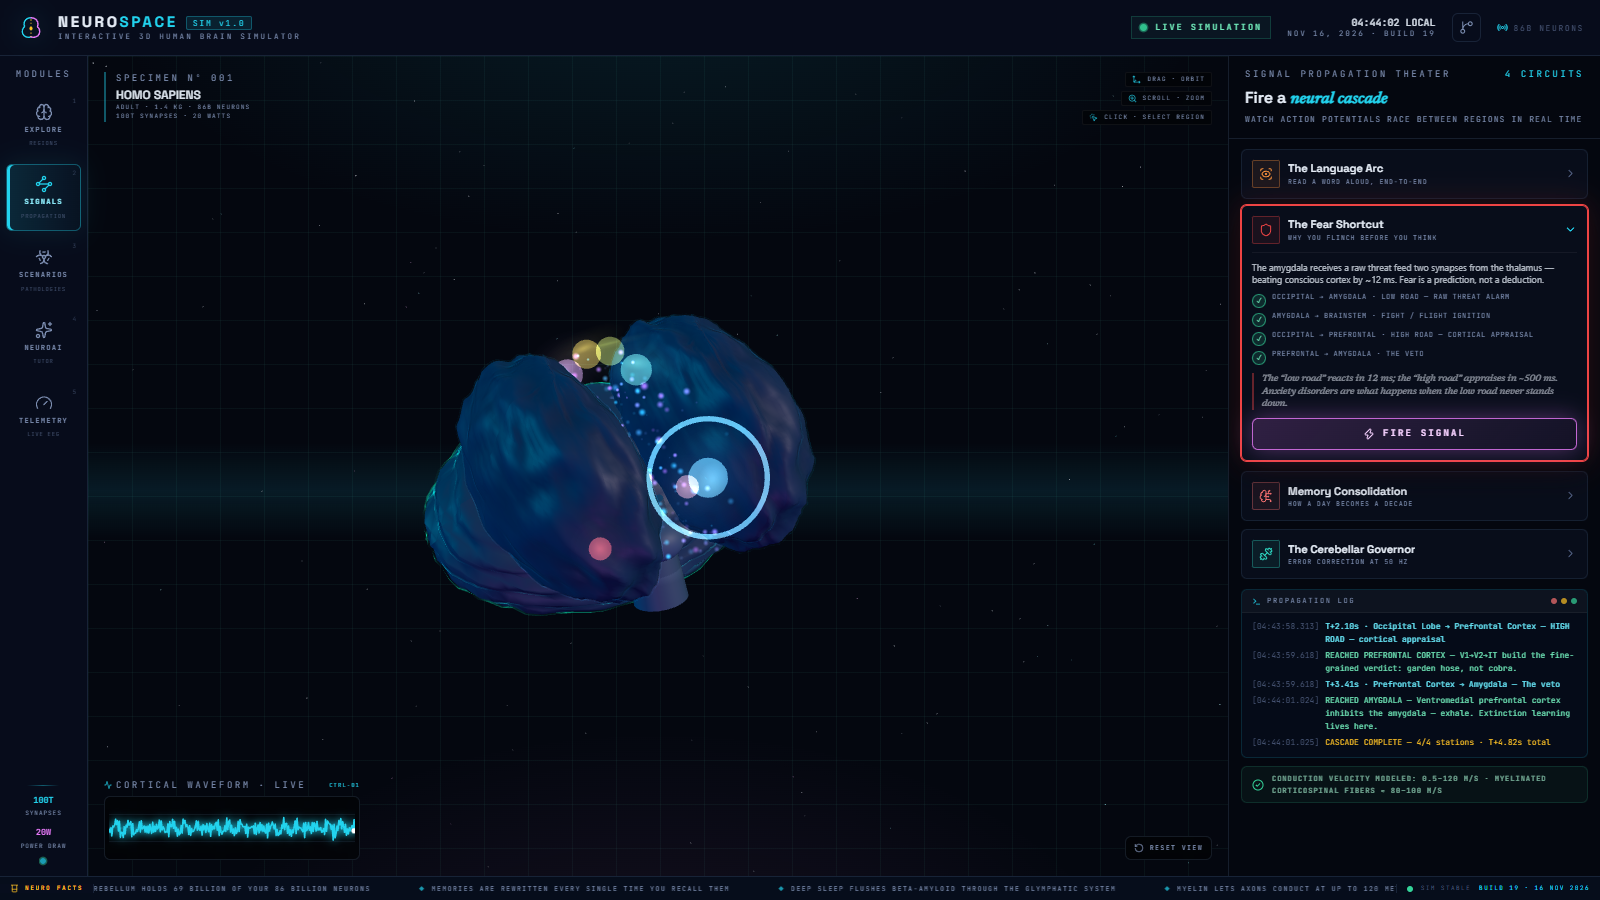 NEUROSPACE SIM v1.0
INTERACTIVE 3D HUMAN BRAIN SIMULATOR
LIVE SIMULATION
04:44:02 LOCAL
NOV 16, 2026 · BUILD 19
86B NEURONS
MODULES
1
EXPLORE
REGIONS
2
SIGNALS
PROPAGATION
3
SCENARIOS
PATHOLOGIES
4
NEUROAI
TUTOR
5
TELEMETRY
LIVE EEG
100T
SYNAPSES
20W
POWER DRAW
SPECIMEN N° 001
HOMO SAPIENS
ADULT · 1.4 KG · 86B NEURONS
100T SYNAPSES · 20 WATTS
DRAG · ORBIT
SCROLL · ZOOM
CLICK · SELECT REGION
CORTICAL WAVEFORM · LIVE
CTRL-01
RESET VIEW
SIGNAL PROPAGATION THEATER
4 CIRCUITS
Fire a neural cascade
WATCH ACTION POTENTIALS RACE BETWEEN REGIONS IN REAL TIME
The Language Arc
READ A WORD ALOUD, END-TO-END
The Fear Shortcut
WHY YOU FLINCH BEFORE YOU THINK
The amygdala receives a raw threat feed two synapses from the thalamus —
beating conscious cortex by ~12 ms. Fear is a prediction, not a deduction.
OCCIPITAL → AMYGDALA · LOW ROAD — RAW THREAT ALARM
AMYGDALA → BRAINSTEM · FIGHT / FLIGHT IGNITION
OCCIPITAL → PREFRONTAL · HIGH ROAD — CORTICAL APPRAISAL
PREFRONTAL → AMYGDALA · THE VETO
The “low road” reacts in 12 ms; the “high road” appraises in ~500 ms.
Anxiety disorders are what happens when the low road never stands
down.
FIRE SIGNAL
Memory Consolidation
HOW A DAY BECOMES A DECADE
The Cerebellar Governor
ERROR CORRECTION AT 50 HZ
PROPAGATION LOG
[04:43:58.313] T+2.10s · Occipital Lobe → Prefrontal Cortex — HIGH
ROAD — cortical appraisal
[04:43:59.618] REACHED PREFRONTAL CORTEX — V1→V2→IT build the fine-
grained verdict: garden hose, not cobra.
[04:43:59.618] T+3.41s · Prefrontal Cortex → Amygdala — The veto
[04:44:01.024] REACHED AMYGDALA — Ventromedial prefrontal cortex
inhibits the amygdala — exhale. Extinction learning
lives here.
[04:44:01.025] CASCADE COMPLETE — 4/4 stations · T+4.82s total
CONDUCTION VELOCITY MODELED: 0.5–120 M/S · MYELINATED
CORTICOSPINAL FIBERS ≈ 80–100 M/S
NEURO FACTS
REBELLUM HOLDS 69 BILLION OF YOUR 86 BILLION NEURONS
◆ MEMORIES ARE REWRITTEN EVERY SINGLE TIME YOU RECALL THEM
◆ DEEP SLEEP FLUSHES BETA-AMYLOID THROUGH THE GLYMPHATIC SYSTEM
◆ MYELIN LETS AXONS CONDUCT AT UP TO 120 ME
SIM STABLE
BUILD 19 · 16 NOV 2026